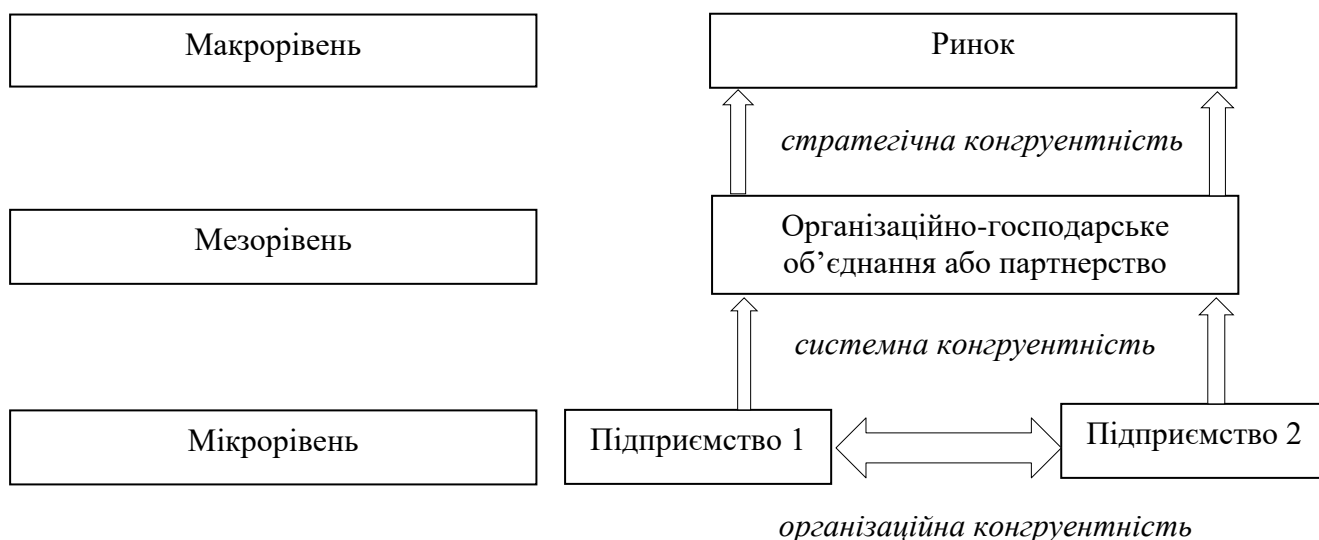 Макрорівень
Ринок
стратегічна конгруентність
Мезорівень
Організаційно-господарське
об’єднання або партнерство
системна конгруентність
Мікрорівень
Підприємство 1
Підприємство 2
організаційна конгруентність